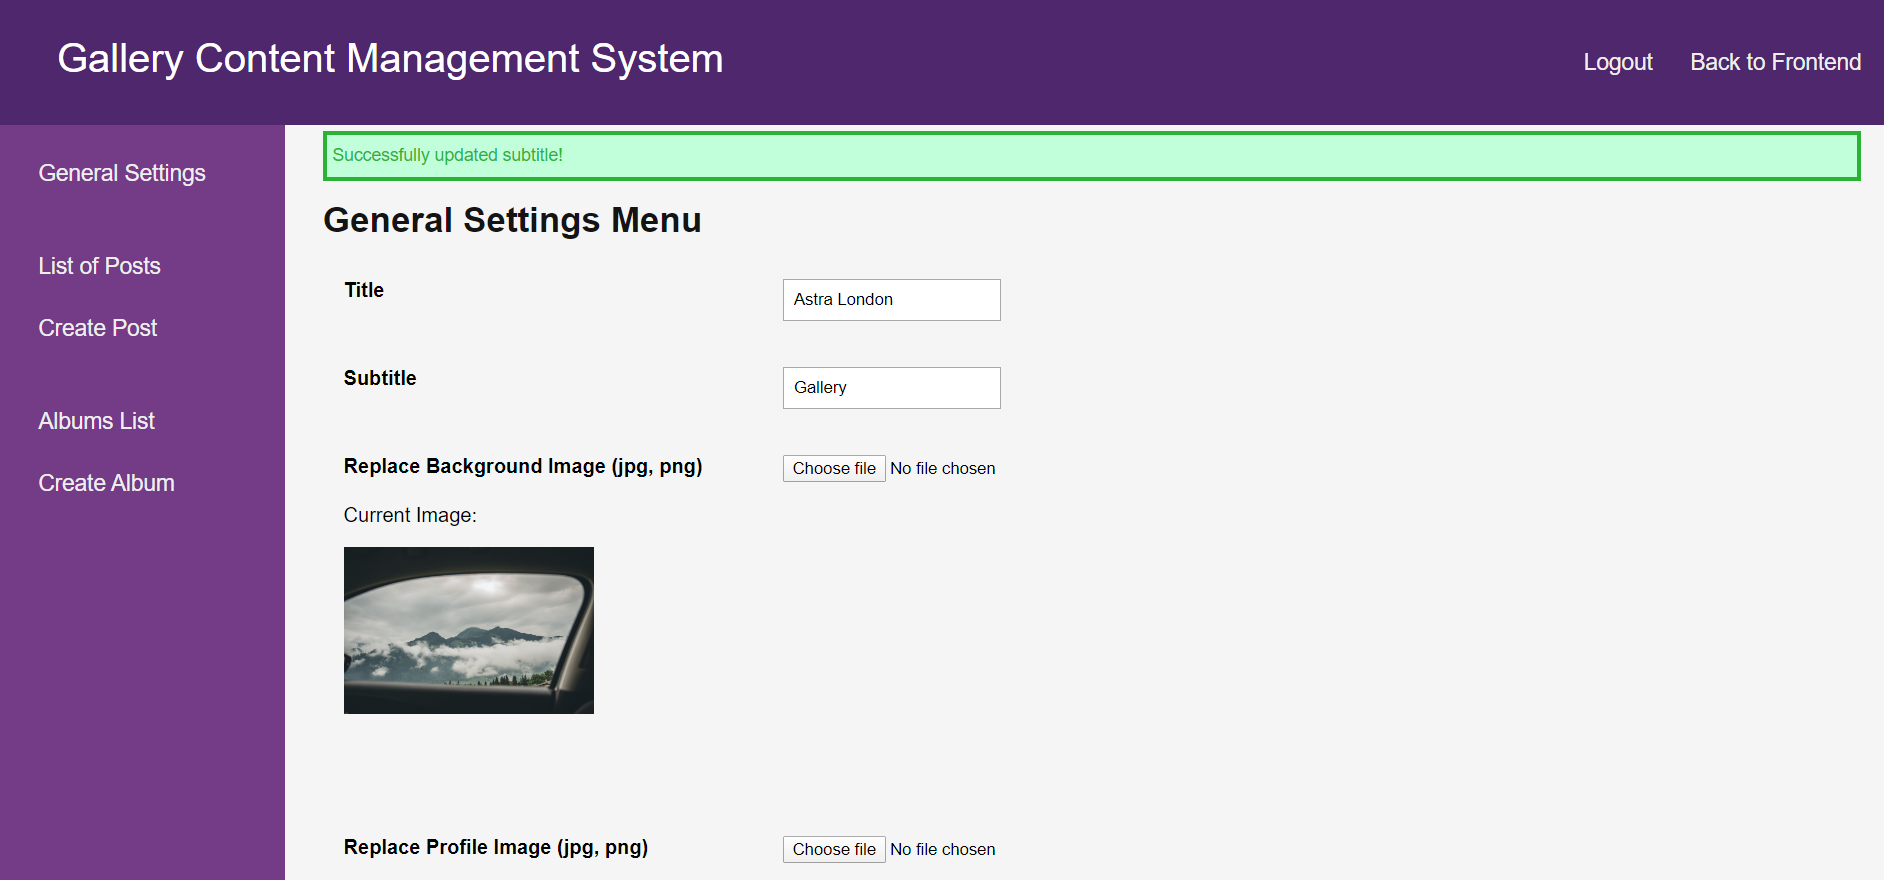 Gallery Content Management System
Logout
Back to Frontend
General Settings
List of Posts
Create Post
Albums List
Create Album
Successfully updated subtitle!
General Settings Menu
Title
Astra London
Subtitle
Gallery
Replace Background Image (jpg, png)
Choose file No file chosen
Current Image:
Replace Profile Image (jpg, png)
Choose file No file chosen